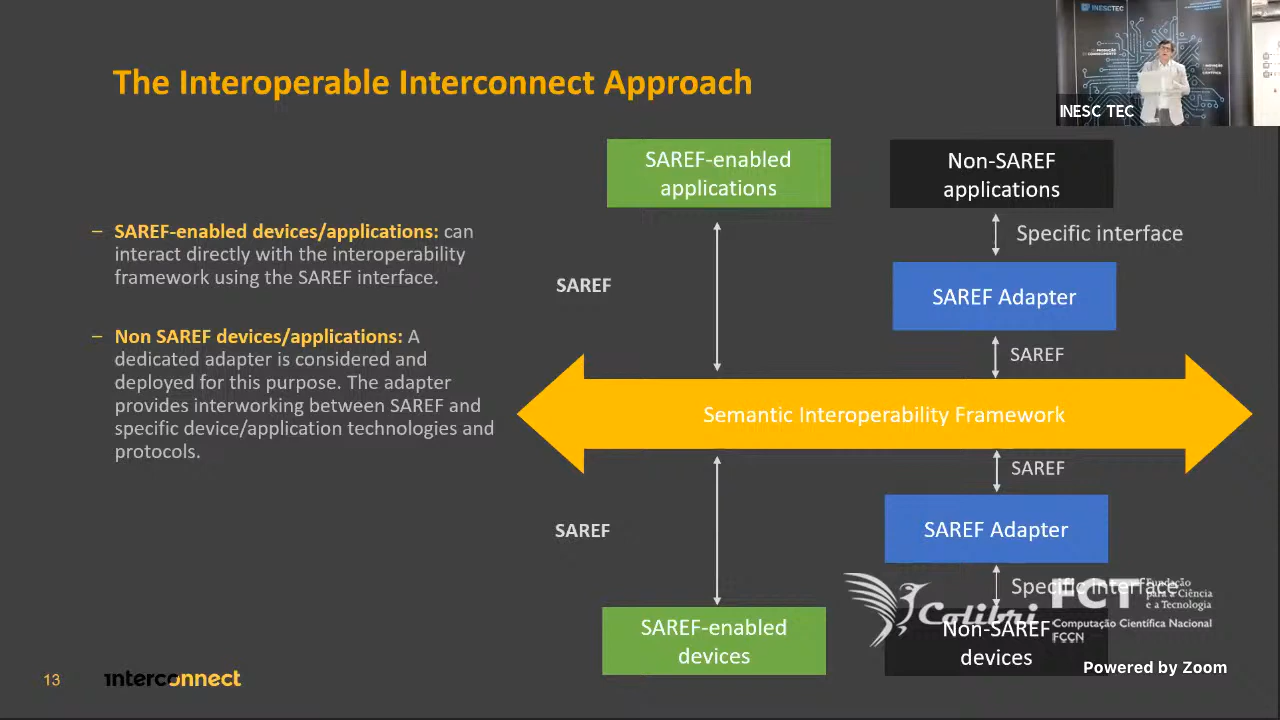 The Interoperable Interconnect Approach
INESCTEC
INESC TEC
– SAREF-enabled devices/applications: can
interact directly with the interoperability
framework using the SAREF interface.
– Non SAREF devices/applications: A
dedicated adapter is considered and
deployed for this purpose. The adapter
provides interworking between SAREF and
specific device/application technologies and
protocols.
SAREF-enabled
applications
Non-SAREF
applications
Specific interface
SAREF
SAREF Adapter
SAREF
Semantic Interoperability Framework
SAREF
SAREF
SAREF Adapter
Specific interface
SAREF-enabled
devices
Non-SAREF
devices
Colibri
FCT
Fundação
para a Ciência
e a Tecnologia
Computação Científica Nacional
FCCN
Powered by Zoom
13
interconnect